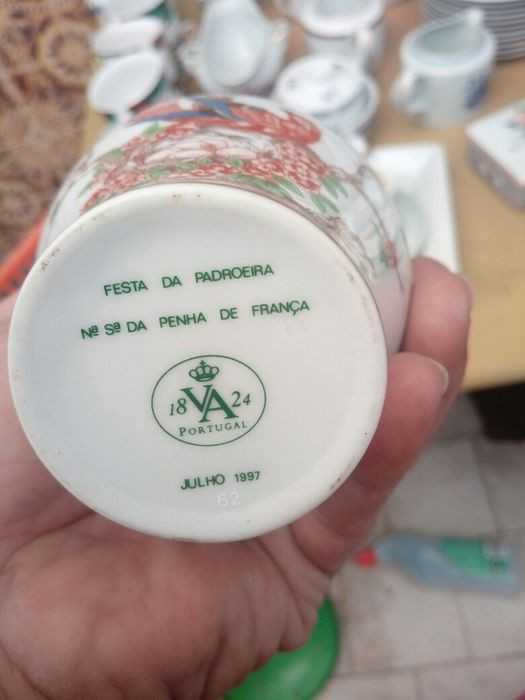 FESTA DA PADROEIRA
Nª Sª DA PENHA DE FRANÇA
18 VA 24
PORTUGAL
JULHO 1997
62